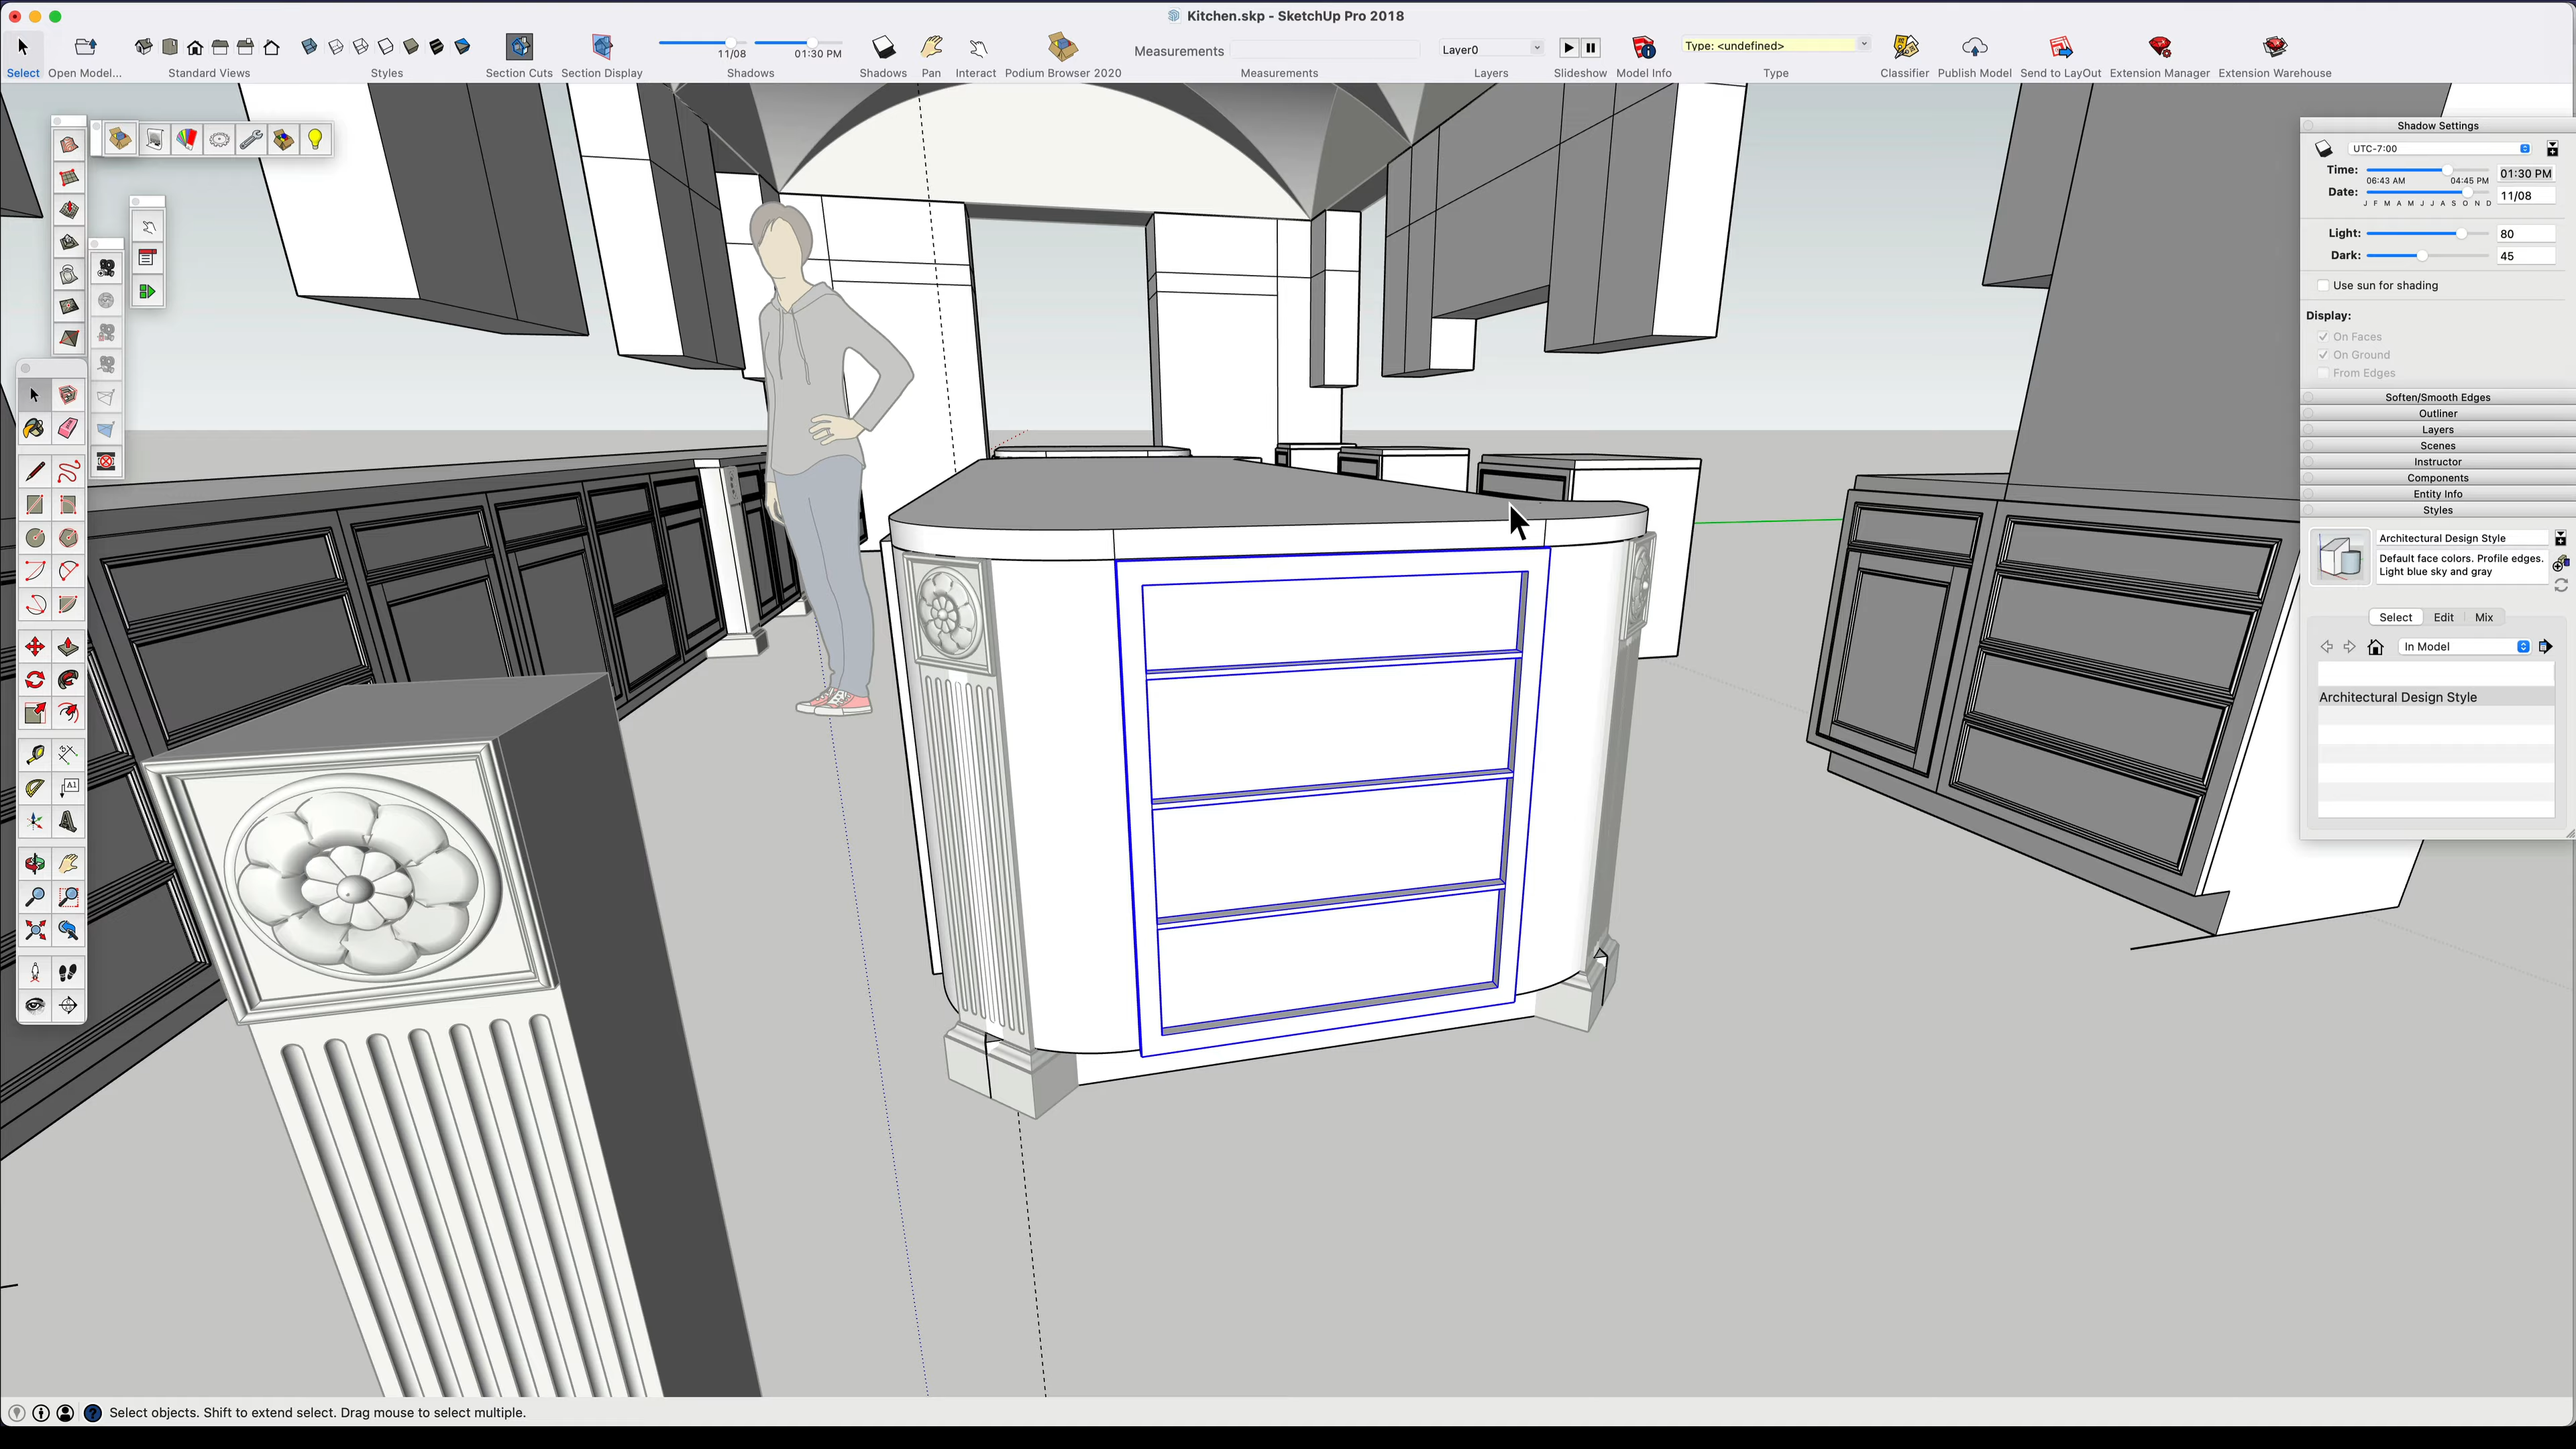 Kitchen.skp - SketchUp Pro 2018
11/08 01:30 PM
Measurements
Layer0
Type: <undefined>
Select Open Model... Standard Views Styles Section Cuts Section Display Shadows Shadows Pan Interact Podium Browser 2020 Measurements Layers Slideshow Model Info Type Classifier Publish Model Send to LayOut Extension Manager Extension Warehouse
Shadow Settings
UTC-7:00
Time: 01:30 PM
06:43 AM 04:45 PM
Date: 11/08
J F M A M J J A S O N D
Light: 80
Dark: 45
Use sun for shading
Display:
On Faces
On Ground
From Edges
Soften/Smooth Edges
Outliner
Layers
Scenes
Instructor
Components
Entity Info
Styles
Architectural Design Style
Default face colors. Profile edges.
Light blue sky and gray
Select Edit Mix
In Model
Architectural Design Style
A1
Select objects. Shift to extend select. Drag mouse to select multiple.